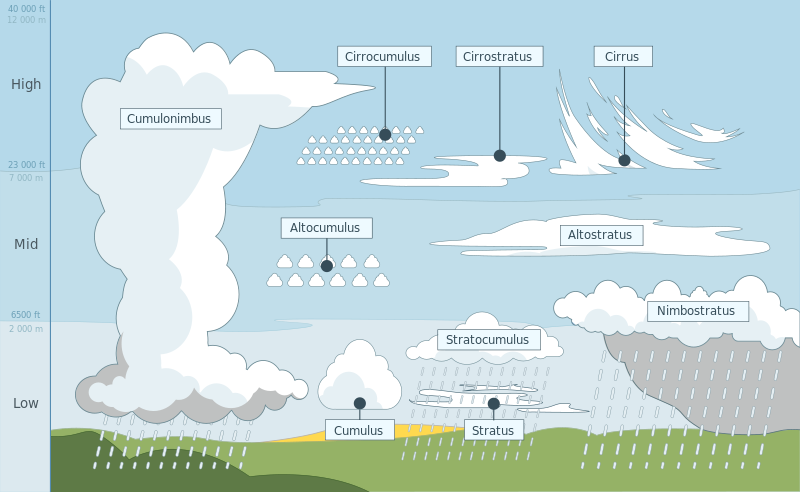 40 000 ft
12 000 m
High
Cirrocumulus
Cirrostratus
Cirrus
Cumulonimbus
23 000 ft
7 000 m
Altocumulus
Altostratus
Mid
6500 ft
2 000 m
Nimbostratus
Stratocumulus
Low
Cumulus
Stratus